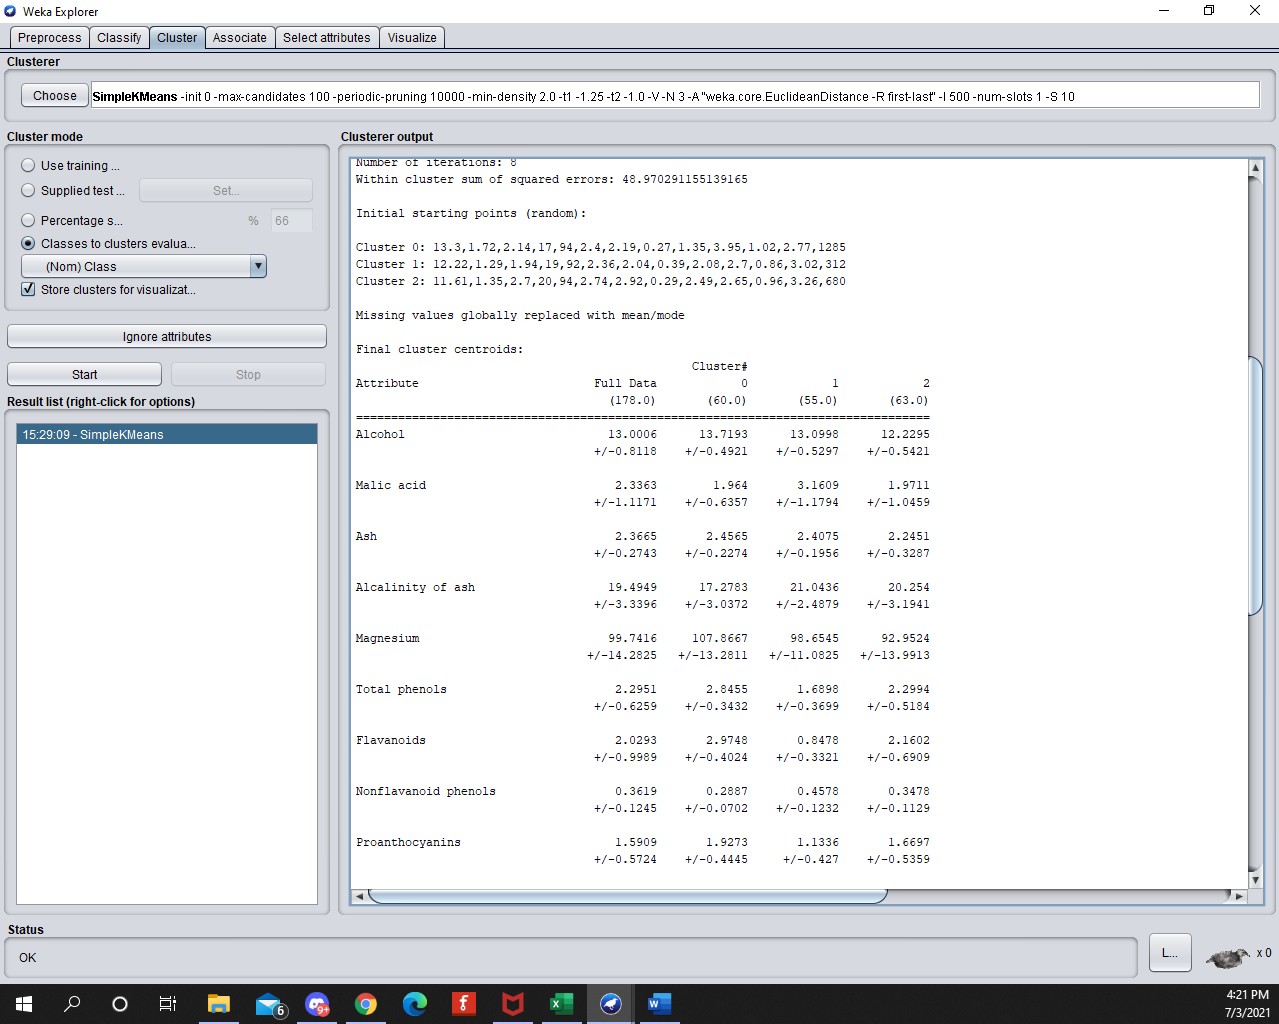 Weka Explorer
Preprocess Classify Cluster Associate Select attributes Visualize
Clusterer
Choose SimpleKMeans -init 0 -max-candidates 100 -periodic-pruning 10000 -min-density 2.0 -t1 -1.25 -t2 -1.0 -V -N 3 -A "weka.core.EuclideanDistance -R first-last" -I 500 -num-slots 1 -S 10
Cluster mode
Use training ...
Supplied test ... Set...
Percentage s... % 66
Classes to clusters evalua...
(Nom) Class
Store clusters for visualizat...
Ignore attributes
Start Stop
Result list (right-click for options)
15:29:09 - SimpleKMeans
Clusterer output
Number of iterations: 8
Within cluster sum of squared errors: 48.970291155139165
Initial starting points (random):
Cluster 0: 13.3,1.72,2.14,17,94,2.4,2.19,0.27,1.35,3.95,1.02,2.77,1285
Cluster 1: 12.22,1.29,1.94,19,92,2.36,2.04,0.39,2.08,2.7,0.86,3.02,312
Cluster 2: 11.61,1.35,2.7,20,94,2.74,2.92,0.29,2.49,2.65,0.96,3.26,680
Missing values globally replaced with mean/mode
Final cluster centroids:
Cluster#
Attribute Full Data 0 1 2
(178.0) (60.0) (55.0) (63.0)
==================================================================================
Alcohol 13.0006 13.7193 13.0998 12.2295
+/-0.8118 +/-0.4921 +/-0.5297 +/-0.5421
Malic acid 2.3363 1.964 3.1609 1.9711
+/-1.1171 +/-0.6357 +/-1.1794 +/-1.0459
Ash 2.3665 2.4565 2.4075 2.2451
+/-0.2743 +/-0.2274 +/-0.1956 +/-0.3287
Alcalinity of ash 19.4949 17.2783 21.0436 20.254
+/-3.3396 +/-3.0372 +/-2.4879 +/-3.1941
Magnesium 99.7416 107.8667 98.6545 92.9524
+/-14.2825 +/-13.2811 +/-11.0825 +/-13.9913
Total phenols 2.2951 2.8455 1.6898 2.2994
+/-0.6259 +/-0.3432 +/-0.3699 +/-0.5184
Flavanoids 2.0293 2.9748 0.8478 2.1602
+/-0.9989 +/-0.4024 +/-0.3321 +/-0.6909
Nonflavanoid phenols 0.3619 0.2887 0.4578 0.3478
+/-0.1245 +/-0.0702 +/-0.1232 +/-0.1129
Proanthocyanins 1.5909 1.9273 1.1336 1.6697
+/-0.5724 +/-0.4445 +/-0.427 +/-0.5359
Status
OK
L... x 0
6
9+
4:21 PM
7/3/2021